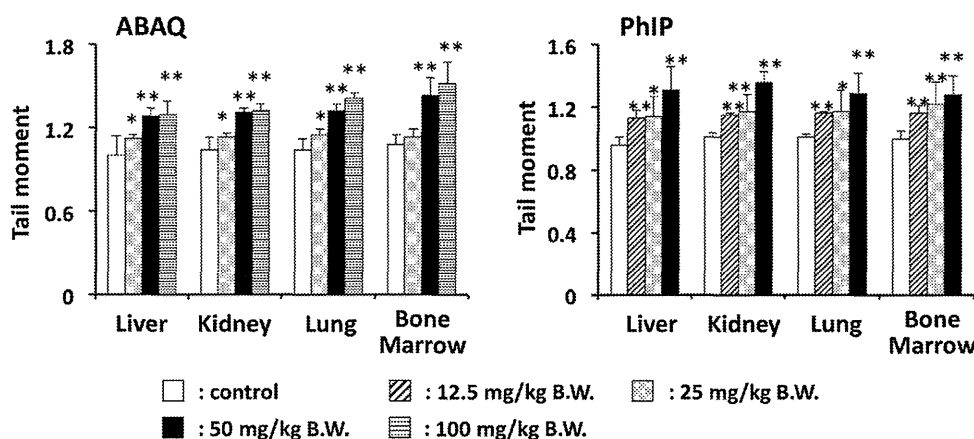 ABAQ
Tail moment
1.8
1.2
0.6
0
* ** **
* ** **
* ** **
** **
Liver Kidney Lung Bone Marrow
PhIP
Tail moment
1.6
1.2
0.8
0.4
0
** * **
** ** **
** * **
** ** **
Liver Kidney Lung Bone Marrow
: control : 12.5 mg/kg B.W. : 25 mg/kg B.W.
: 50 mg/kg B.W. : 100 mg/kg B.W.